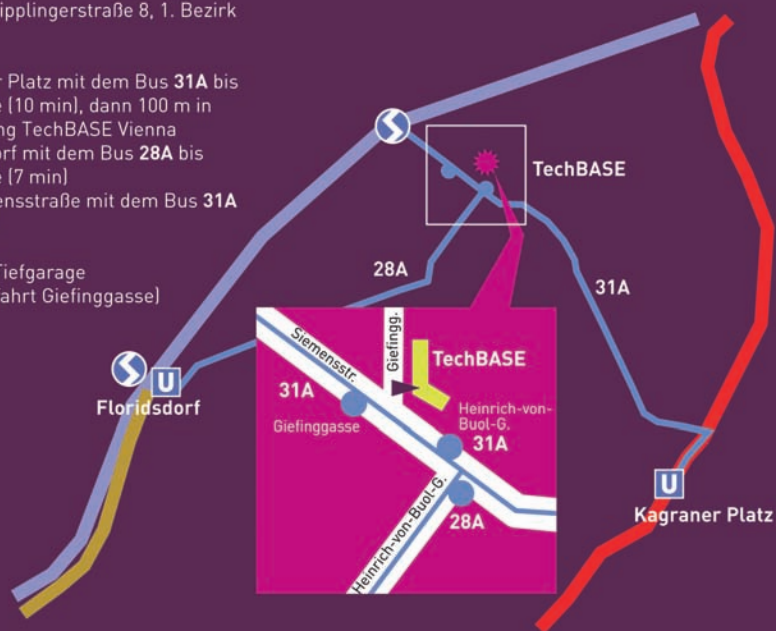 ipplingerstraße 8, 1. Bezirk
r Platz mit dem Bus 31A bis
e (10 min), dann 100 m in
ng TechBASE Vienna
orf mit dem Bus 28A bis
e (7 min)
ensstraße mit dem Bus 31A
Tiefgarage
fahrt Giefinggasse)
TechBASE
28A
31A
U
Floridsdorf
Siemensstr.
Giefingg.
TechBASE
31A
Giefinggasse
Heinrich-von-
Buol-G.
31A
28A
Heinrich-von-Buol-G.
U
Kagraner Platz